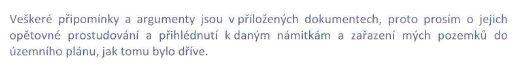 Veškeré připomínky a argumenty jsou v přiložených dokumentech, proto prosím o jejich
opětovné prostudování a přihlédnutí k daným námitkám a zařazení mých pozemků do
územního plánu, jak tomu bylo dříve.